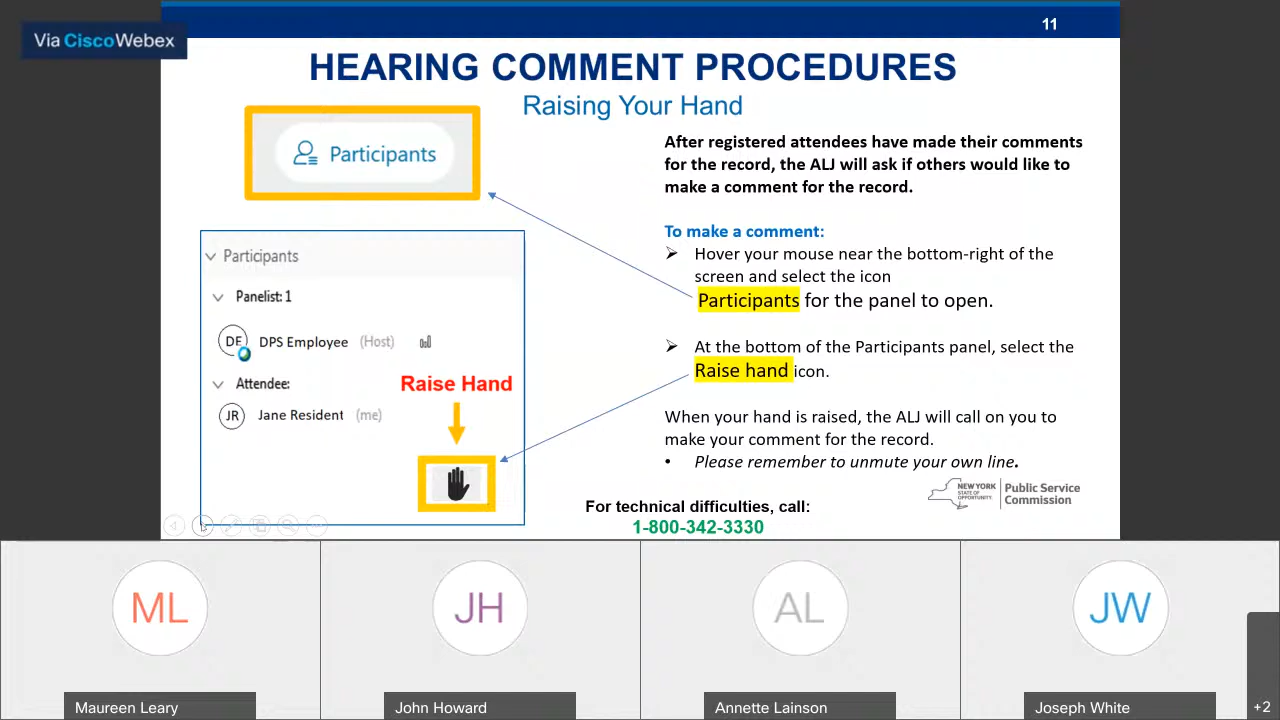 11
Via CiscoWebex
HEARING COMMENT PROCEDURES
Raising Your Hand
Participants
Participants
Panelist: 1
DE
DPS Employee (Host)
Attendee:
Raise Hand
JR
Jane Resident (me)
After registered attendees have made their comments
for the record, the ALJ will ask if others would like to
make a comment for the record.
To make a comment:
Hover your mouse near the bottom-right of the
screen and select the icon
Participants for the panel to open.
At the bottom of the Participants panel, select the
Raise hand icon.
When your hand is raised, the ALJ will call on you to
make your comment for the record.
• Please remember to unmute your own line.
NEW YORK
STATE OF
OPPORTUNITY.
Public Service
Commission
For technical difficulties, call:
1-800-342-3330
ML
JH
AL
JW
Maureen Leary
John Howard
Annette Lainson
Joseph White
+2